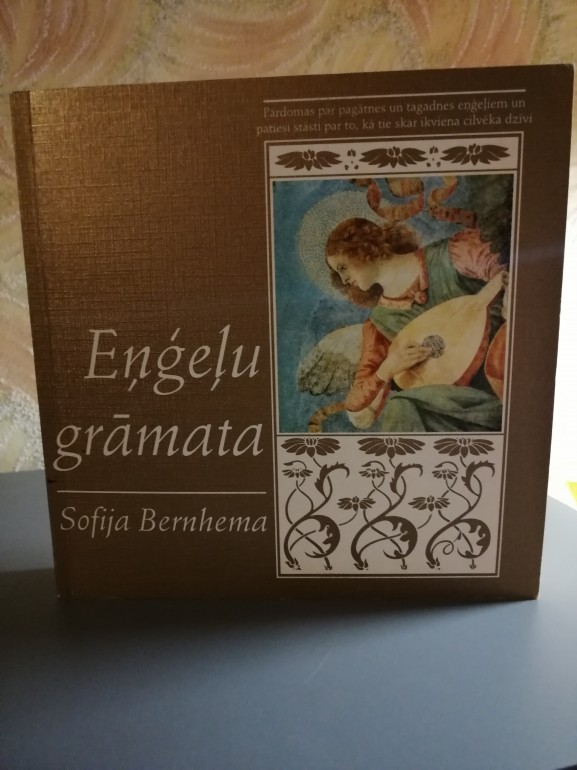 Pārdomas par pagātnes un tagadnes eņģeļiem un
patiesi stāsti par to, kā tie skar ikviena cilvēka dzīvi
Eņģeļu
grāmata
Sofija Bernhema